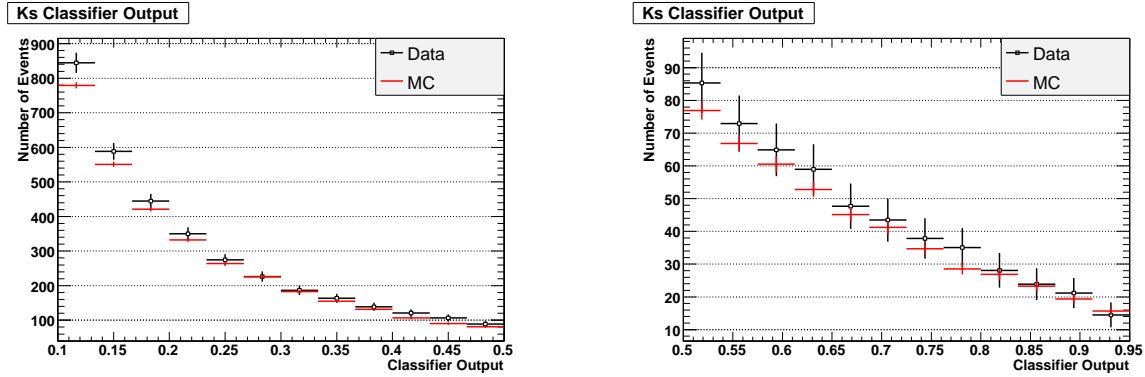 Ks Classifier Output
Number of Events
900
800
700
600
500
400
300
200
100
0.1 0.15 0.2 0.25 0.3 0.35 0.4 0.45 0.5
Classifier Output
Data
MC
Ks Classifier Output
Number of Events
90
80
70
60
50
40
30
20
10
0.5 0.55 0.6 0.65 0.7 0.75 0.8 0.85 0.9 0.95
Classifier Output
Data
MC